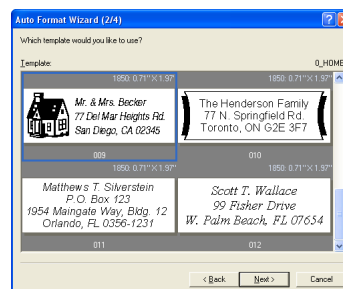 Auto Format Wizard (2/4)
Which template would you like to use?
Template:
0_HOME
1850: 0.71"X 1.97"
1850: 0.71"X 1.97"
Mr. & Mrs. Becker
77 Del Mar Heights Rd.
San Diego, CA 02345
The Henderson Family
77 N. Springfield Rd.
Toronto, ON G2E 3F7
009
010
1850: 0.71"X 1.97"
1850: 0.71"X 1.97"
Matthews T. Silverstein
P.O. Box 123
1954 Maingate Way, Bldg. 12
Orlando, FL 0356-1231
Scott T. Wallace
99 Fisher Drive
W. Palm Beach, FL 07654
011
012
< Back
Next >
Cancel